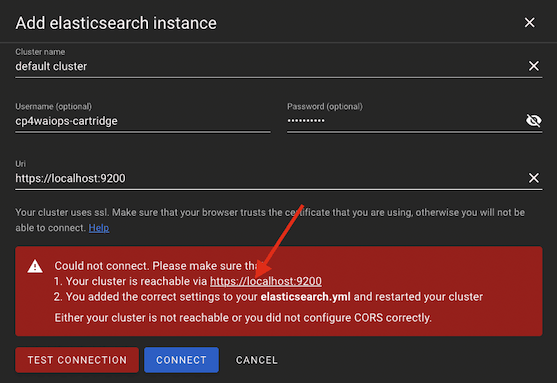 Add elasticsearch instance
Cluster name
default cluster
Username (optional)
Password (optional)
cp4waiops-cartridge
••••••••••
Uri
https://localhost:9200
Your cluster uses ssl. Make sure that your browser trusts the certificate that you are using, otherwise you will not be
able to connect. Help
Could not connect. Please make sure
1. Your cluster is reachable via https://localhost:9200
2. You added the correct settings to your elasticsearch.yml and restarted your cluster
Either your cluster is not reachable or you did not configure CORS correctly.
TEST CONNECTION
CONNECT
CANCEL